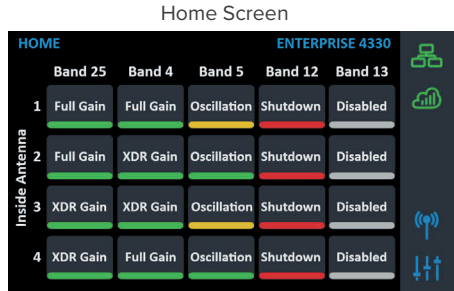 Home Screen
HOME ENTERPRISE 4330
Band 25 Band 4 Band 5 Band 12 Band 13
Inside Antenna
1 Full Gain Full Gain Oscillation Shutdown Disabled
2 Full Gain XDR Gain Oscillation Shutdown Disabled
3 XDR Gain XDR Gain Oscillation Shutdown Disabled
4 XDR Gain Full Gain Oscillation Shutdown Disabled